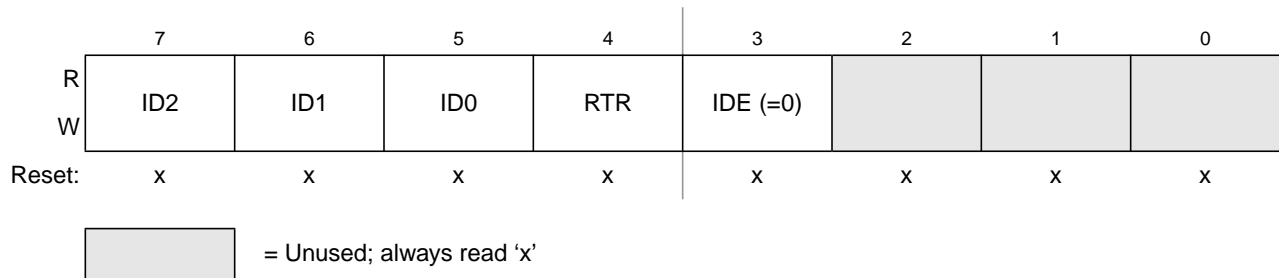 7 6 5 4 3 2 1 0
R
W
ID2 ID1 ID0 RTR IDE (=0)
Reset: x x x x x x x x
= Unused; always read ‘x’